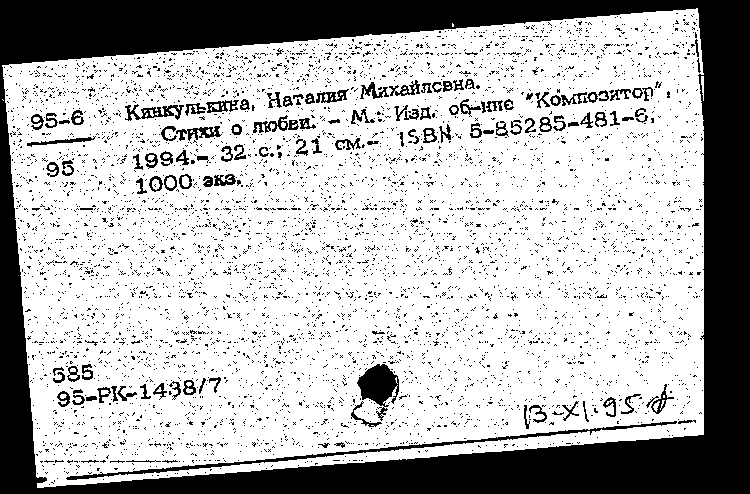 95-6 Кинкулькина, Наталия Михайловна.
Стихи о любви. - М.: Изд. об-ние "Композитор",
95 1994.- 32 с.; 21 см.- ISBN 5-85285-481-6,
1000 экз.
585
95-РК-1438/7
13.XI.95